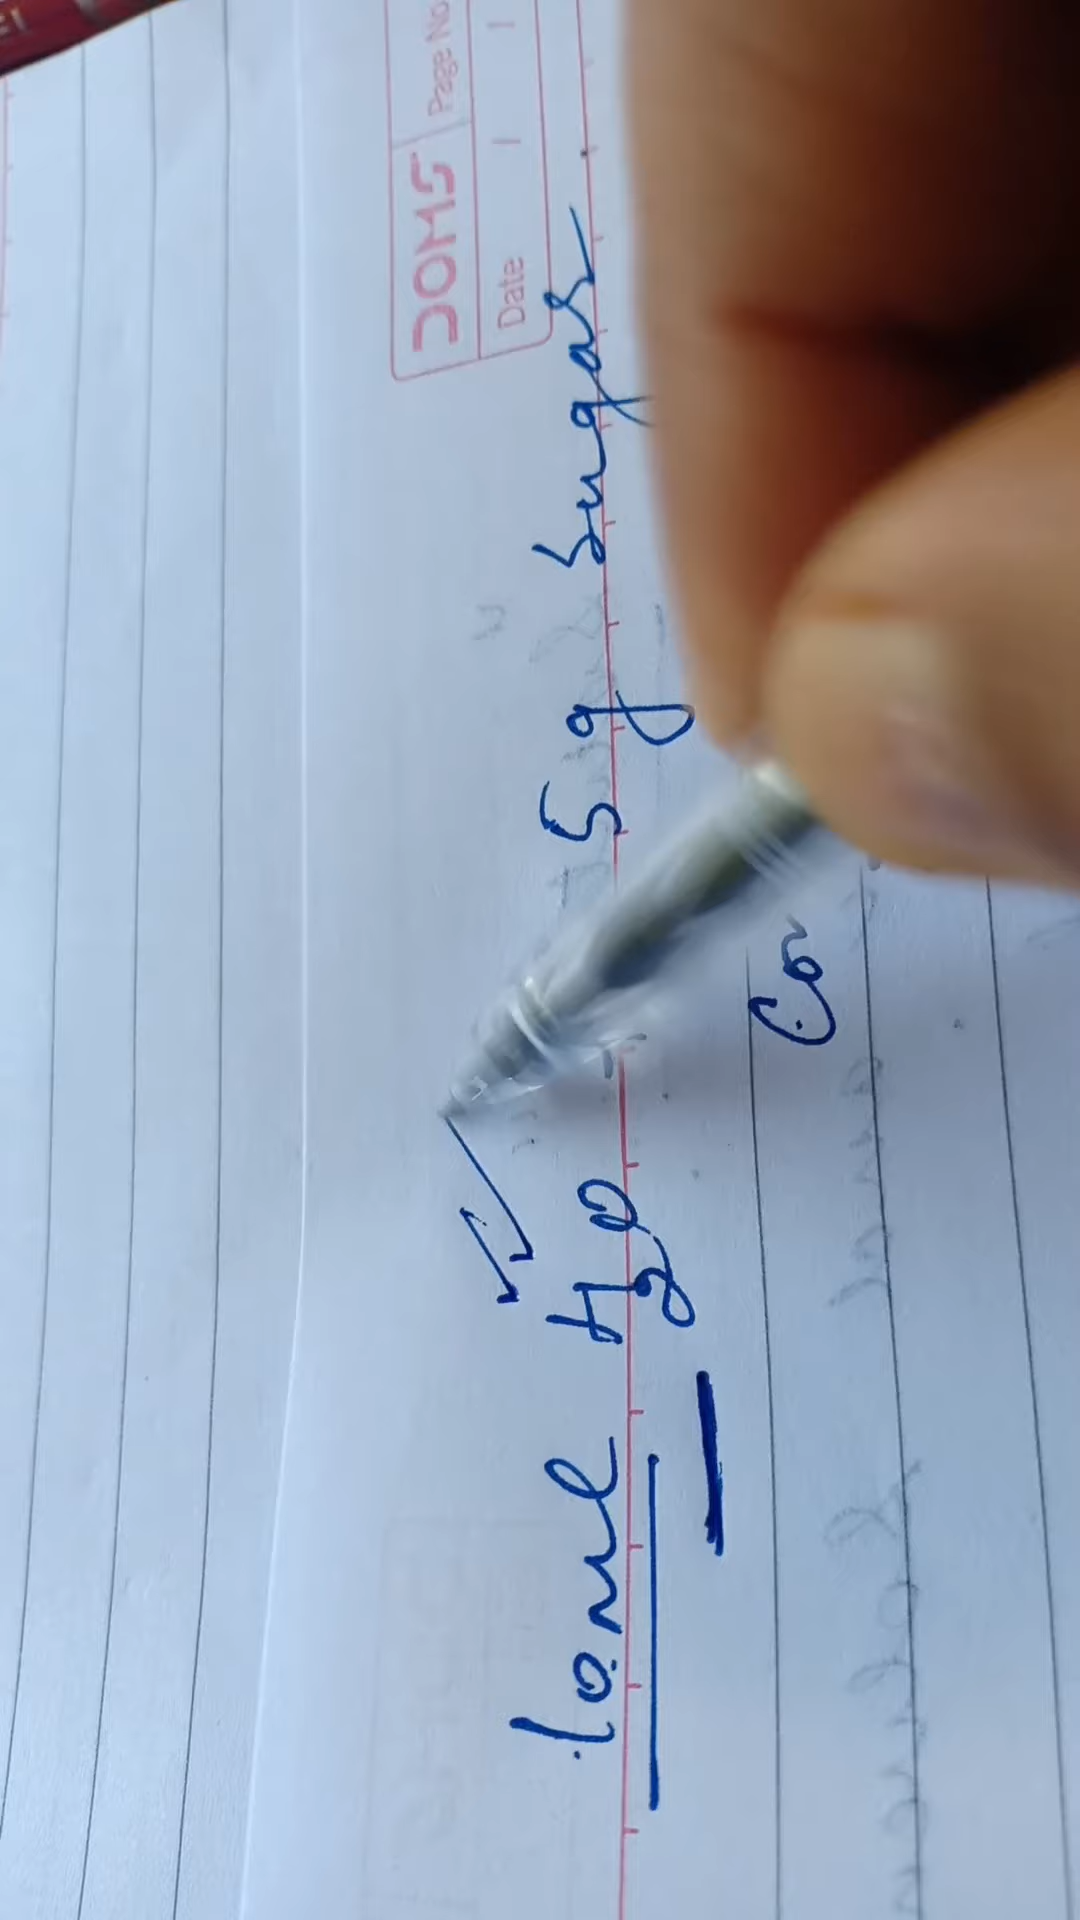 DOMS Page No
Date / /
10ml H2O 5g Sugar
Co